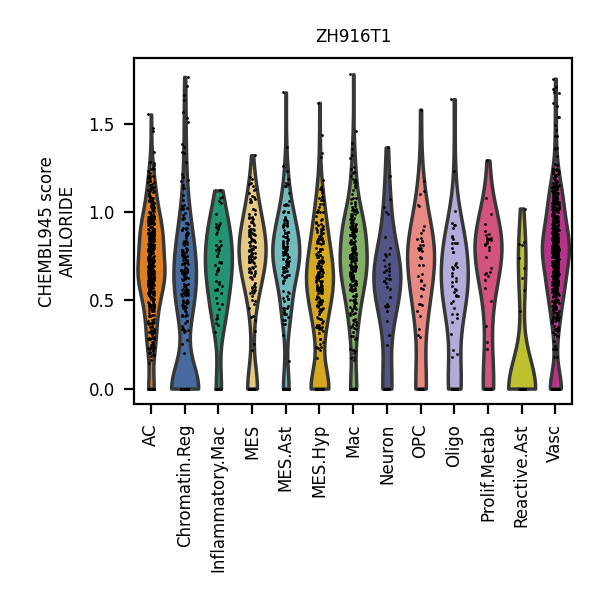 ZH916T1
CHEMBL945 score
AMILORIDE
1.5
1.0
0.5
0.0
AC
Chromatin.Reg
Inflammatory.Mac
MES
MES.Ast
MES.Hyp
Mac
Neuron
OPC
Oligo
Prolif.Metab
Reactive.Ast
Vasc